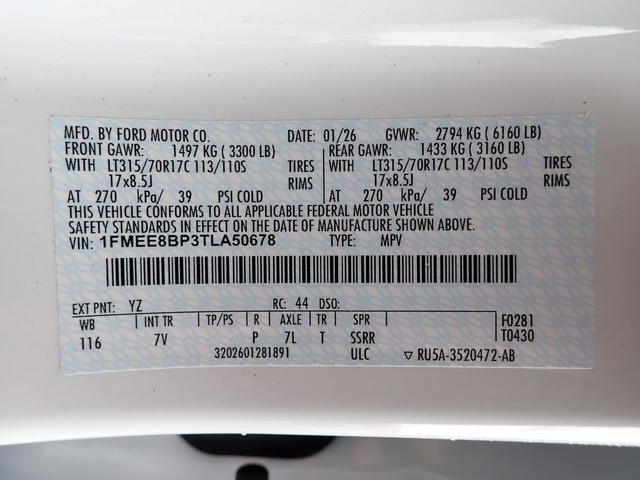 MFD. BY FORD MOTOR CO. DATE: 01/26 GVWR: 2794 KG ( 6160 LB)
FRONT GAWR: 1497 KG ( 3300 LB) REAR GAWR: 1433 KG ( 3160 LB)
WITH LT315/70R17C 113/110S TIRES WITH LT315/70R17C 113/110S TIRES
17x8.5J RIMS 17x8.5J RIMS
AT 270 kPa/ 39 PSI COLD AT 270 kPa/ 39 PSI COLD
THIS VEHICLE CONFORMS TO ALL APPLICABLE FEDERAL MOTOR VEHICLE
SAFETY STANDARDS IN EFFECT ON THE DATE OF MANUFACTURE SHOWN ABOVE.
VIN: 1FMEE8BP3TLA50678 TYPE: MPV
EXT PNT: YZ RC: 44 DSO:
WB INT TR TP/PS R AXLE TR SPR F0281
116 7V P 7L T SSRR T0430
3202601281891 ULC ▽ RU5A-3520472-AB